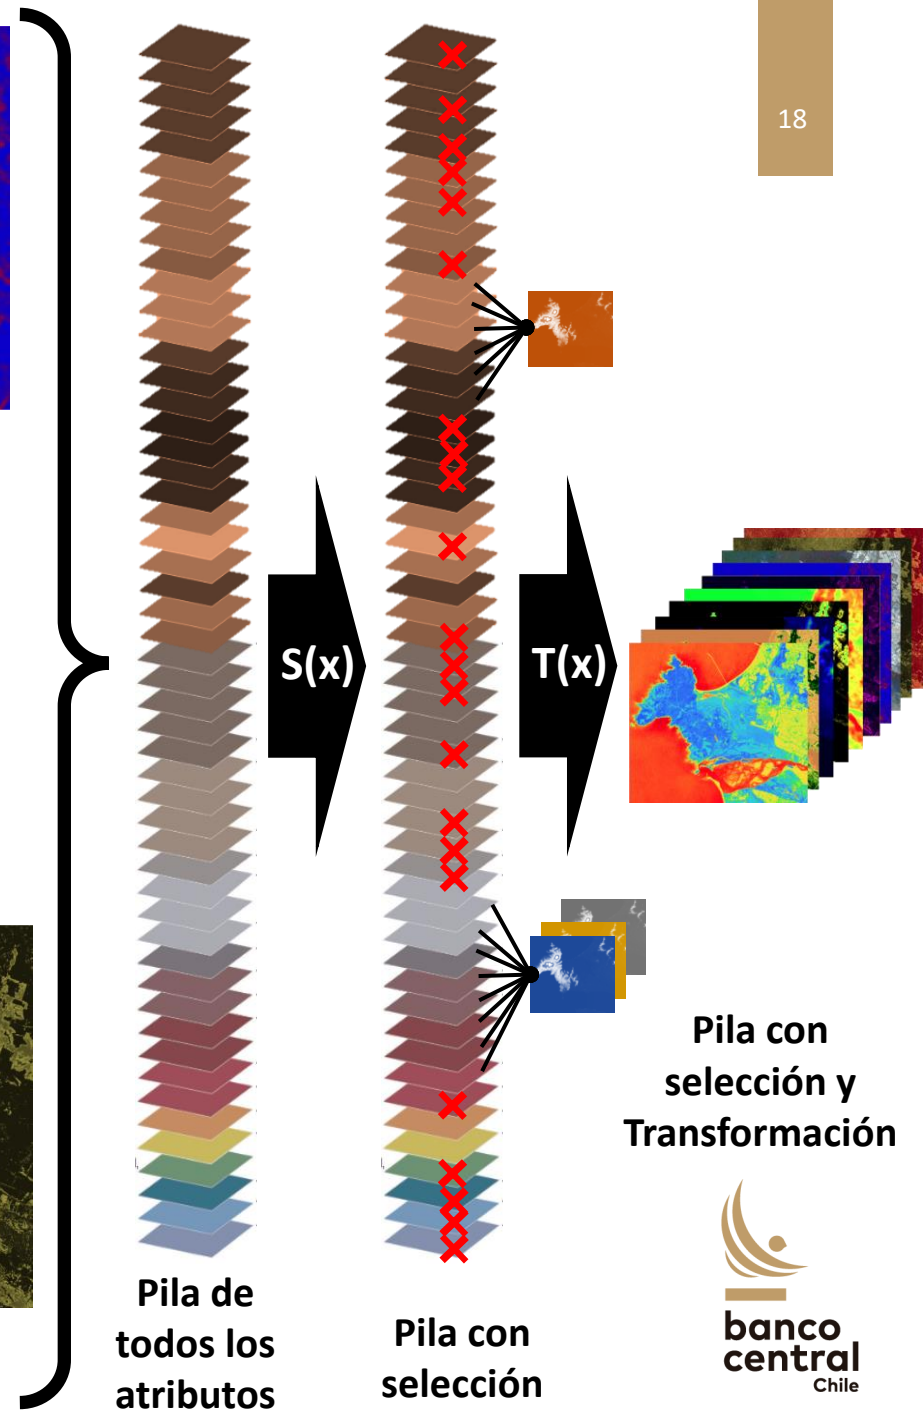 18
S(x)
T(x)
Pila con
selección y
Transformación
Pila de
todos los
atributos
Pila con
selección
banco
central
Chile